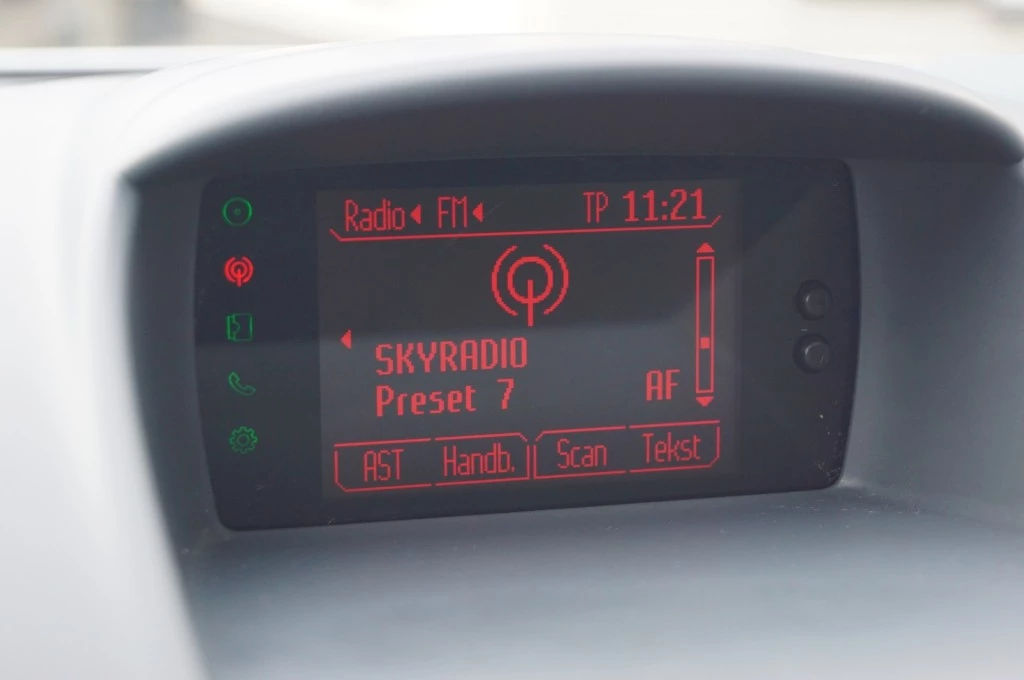 Radio FM TP 11:21
SKYRADIO
Preset 7
AF
AST Handb. Scan Tekst